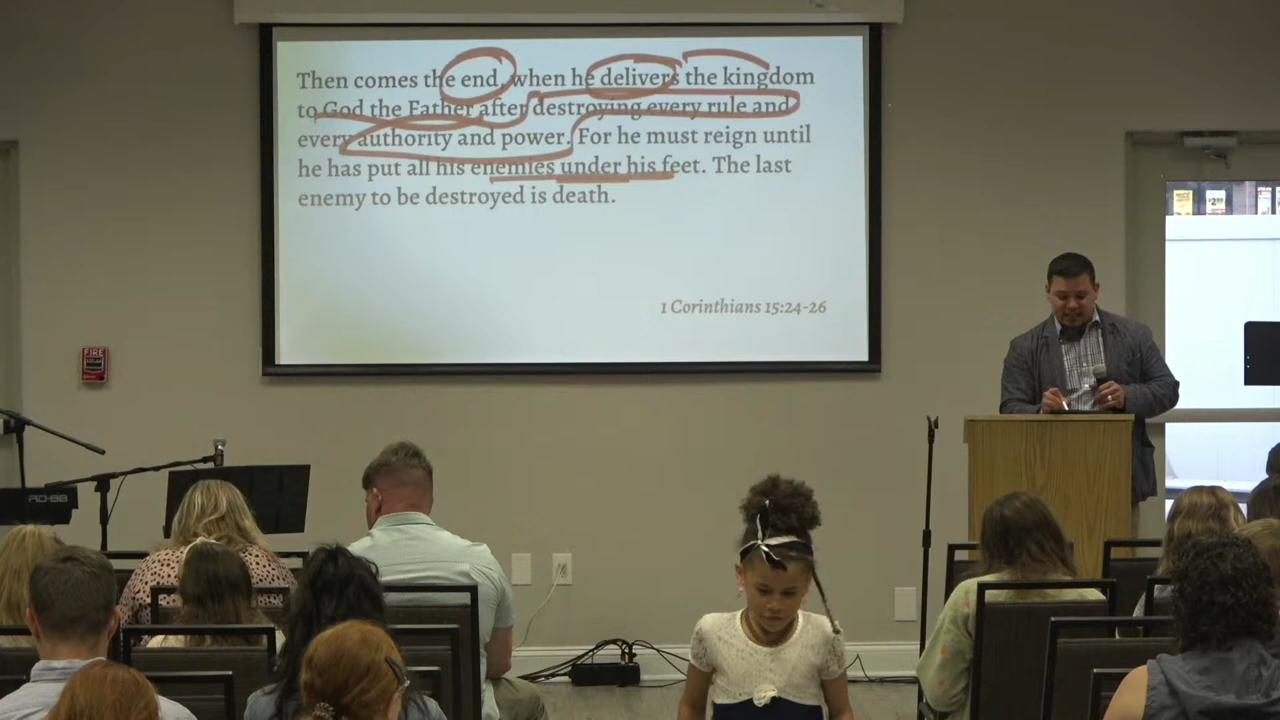 Then comes the end, when he delivers the kingdom
to God the Father after destroying every rule and
every authority and power. For he must reign until
he has put all his enemies under his feet. The last
enemy to be destroyed is death.
1 Corinthians 15:24-26
FIRE
RD-88